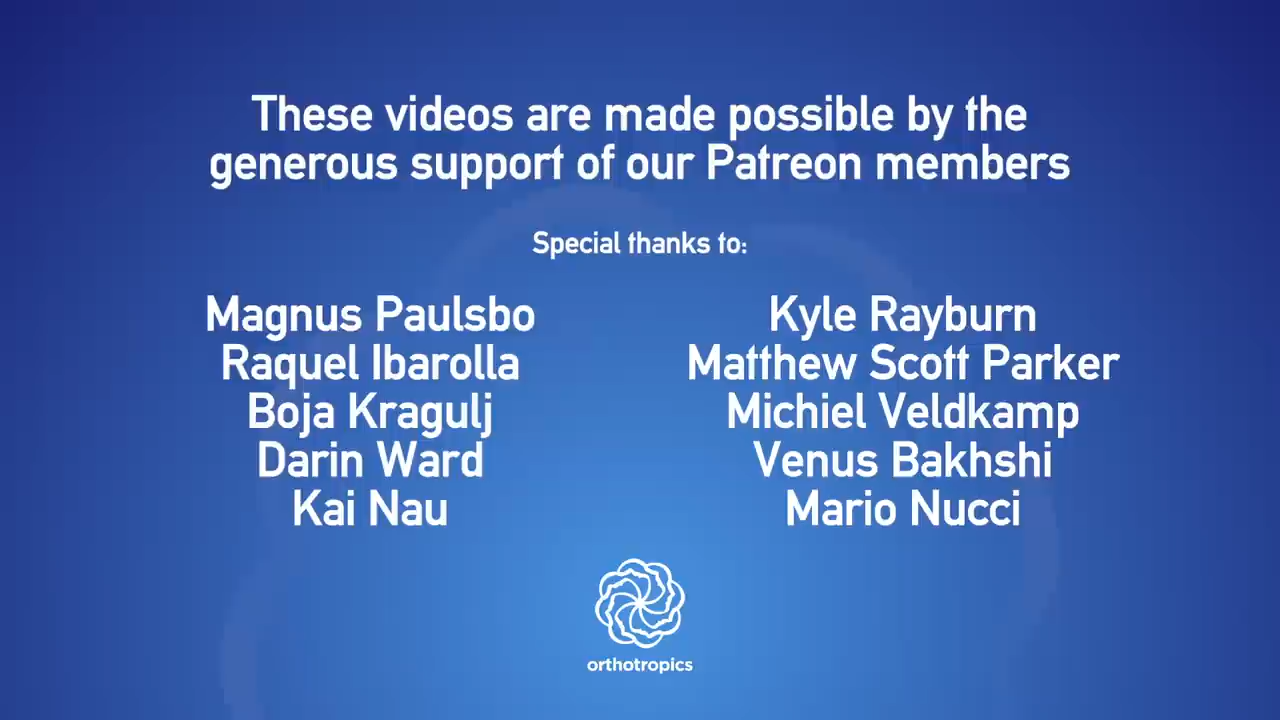 These videos are made possible by the
generous support of our Patreon members
Special thanks to:
Magnus Paulsbo
Raquel Ibarolla
Boja Kragulj
Darin Ward
Kai Nau
Kyle Rayburn
Matthew Scott Parker
Michiel Veldkamp
Venus Bakhshi
Mario Nucci
orthotropics